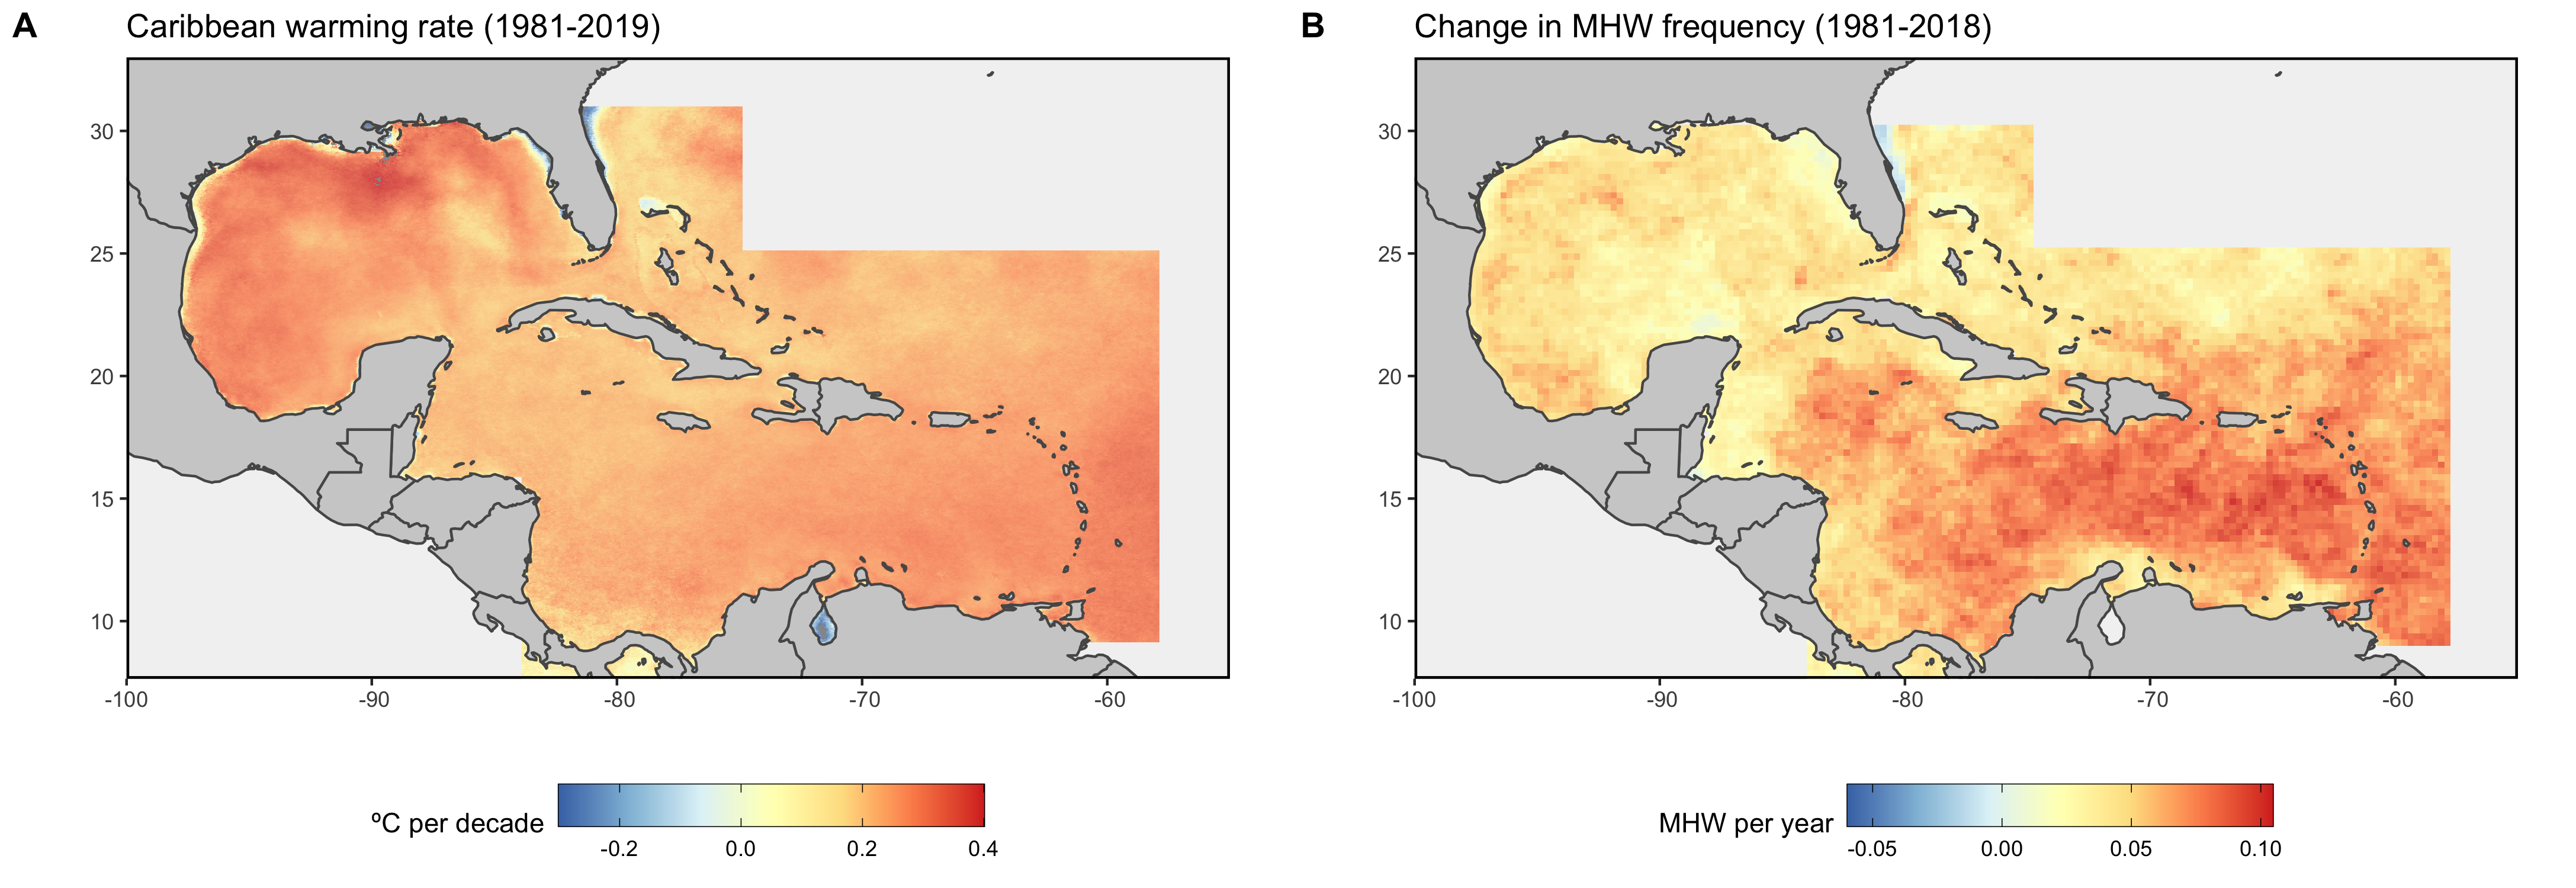 A Caribbean warming rate (1981-2019)
30
25
20
15
10
-100 -90 -80 -70 -60
ºC per decade
-0.2 0.0 0.2 0.4
B Change in MHW frequency (1981-2018)
30
25
20
15
10
-100 -90 -80 -70 -60
MHW per year
-0.05 0.00 0.05 0.10